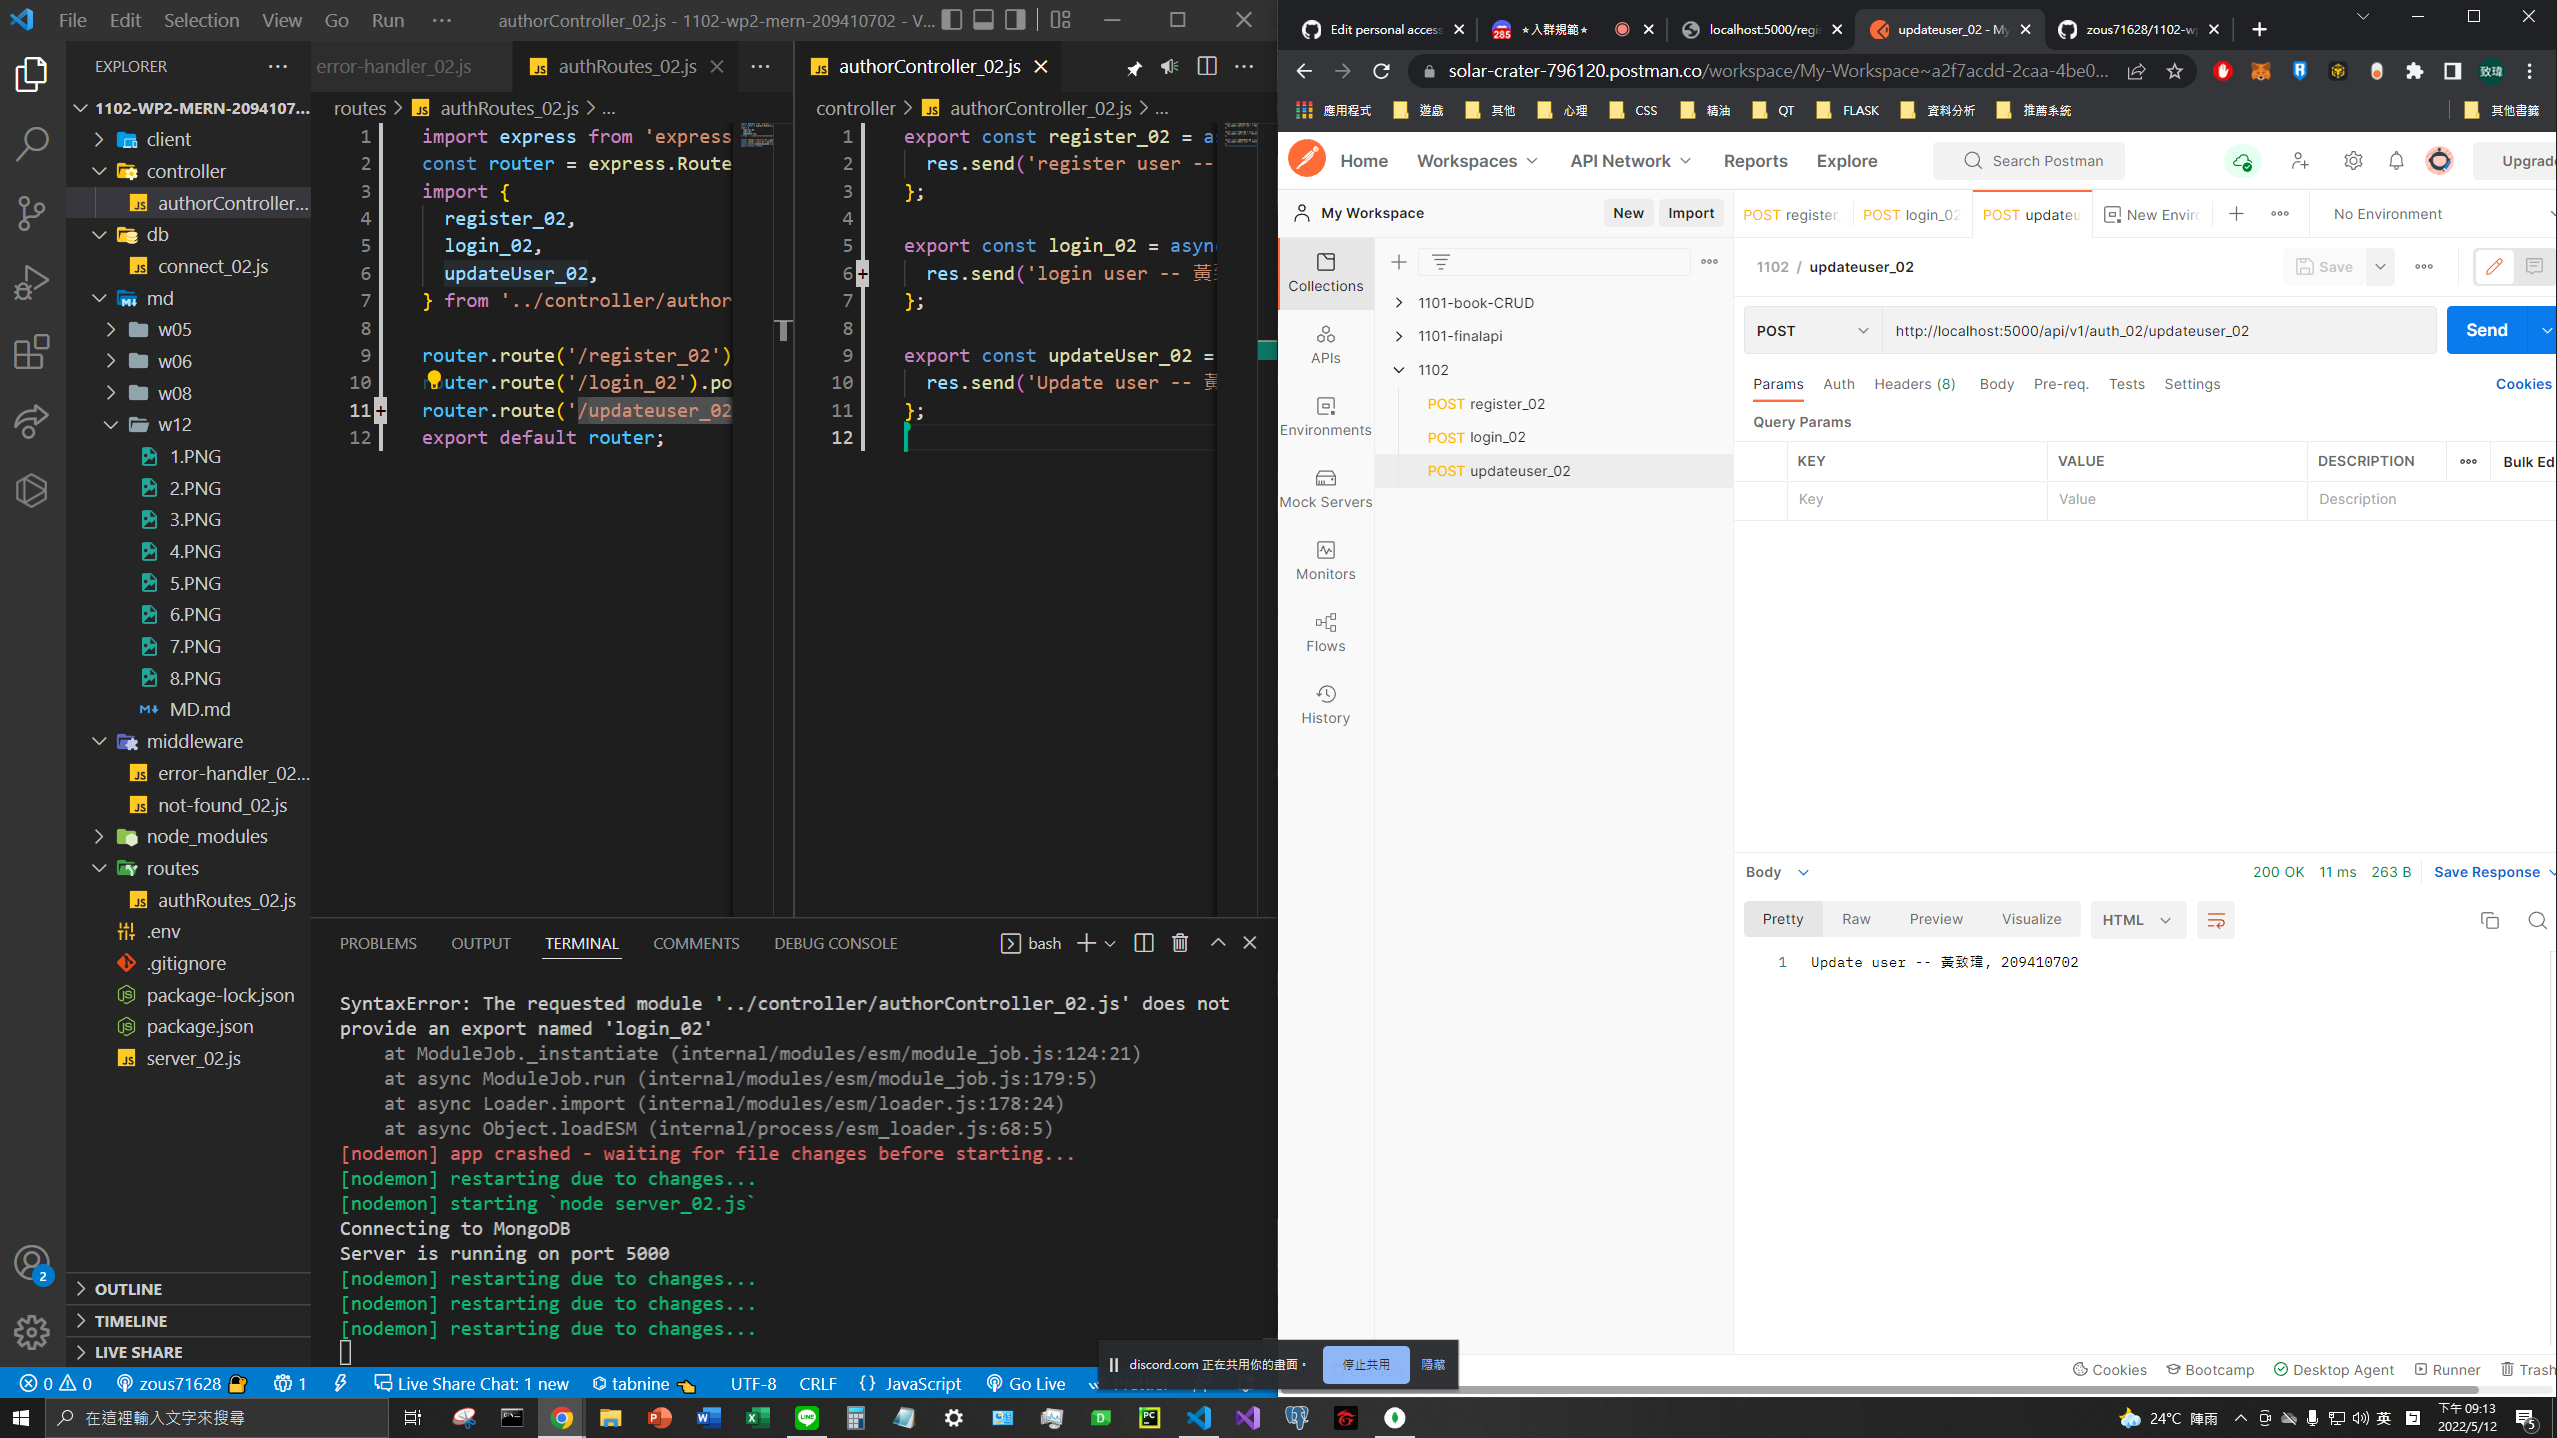 File Edit Selection View Go Run ··· authorController_02.js - 1102-wp2-mern-209410702 - V...
EXPLORER ···
1102-WP2-MERN-2094107...
client
controller
authorController...
db
connect_02.js
md
w05
w06
w08
w12
1.PNG
2.PNG
3.PNG
4.PNG
5.PNG
6.PNG
7.PNG
8.PNG
MD.md
middleware
error-handler_02...
not-found_02.js
node_modules
routes
authRoutes_02.js
.env
.gitignore
package-lock.json
package.json
server_02.js
OUTLINE
TIMELINE
LIVE SHARE
error-handler_02.js authRoutes_02.js
routes > authRoutes_02.js > ...
1 import express from 'express
2 const router = express.Route
3 import {
4 register_02,
5 login_02,
6 updateUser_02,
7 } from '../controller/author
8
9 router.route('/register_02')
10 router.route('/login_02').po
11 router.route('/updateuser_02
12 export default router;
authorController_02.js
controller > authorController_02.js > ...
1 export const register_02 = as
2 res.send('register user --
3 };
4
5 export const login_02 = async
6 res.send('login user -- 黃致
7 };
8
9 export const updateUser_02 =
10 res.send('Update user -- 黃
11 };
12
PROBLEMS OUTPUT TERMINAL COMMENTS DEBUG CONSOLE bash
SyntaxError: The requested module '../controller/authorController_02.js' does not
provide an export named 'login_02'
at ModuleJob._instantiate (internal/modules/esm/module_job.js:124:21)
at async ModuleJob.run (internal/modules/esm/module_job.js:179:5)
at async Loader.import (internal/modules/esm/loader.js:178:24)
at async Object.loadESM (internal/process/esm_loader.js:68:5)
[nodemon] app crashed - waiting for file changes before starting...
[nodemon] restarting due to changes...
[nodemon] starting `node server_02.js`
Connecting to MongoDB
Server is running on port 5000
[nodemon] restarting due to changes...
[nodemon] restarting due to changes...
[nodemon] restarting due to changes...
0 0 zous71628 1 Live Share Chat: 1 new tabnine UTF-8 CRLF {} JavaScript Go Live
discord.com 正在共用你的畫面。 停止共用 隱藏
Edit personal access 285 ⭑入群規範⭑ localhost:5000/regis updateuser_02 - My zous71628/1102-wp
solar-crater-796120.postman.co/workspace/My-Workspace~a2f7acdd-2caa-4be0... 致瑋
應用程式 遊戲 其他 心理 CSS 精油 QT FLASK 資料分析 推薦系統 其他書籤
Home Workspaces API Network Reports Explore Search Postman Upgrade
My Workspace New Import
POST register_ POST login_02 POST updateu New Enviro No Environment
Collections
APIs
Environments
Mock Servers
Monitors
Flows
History
1101-book-CRUD
1101-finalapi
1102
POST register_02
POST login_02
POST updateuser_02
1102 / updateuser_02 Save
POST http://localhost:5000/api/v1/auth_02/updateuser_02 Send
Params Auth Headers (8) Body Pre-req. Tests Settings Cookies
Query Params
KEY VALUE DESCRIPTION Bulk Ed
Key Value Description
Body 200 OK 11 ms 263 B Save Response
Pretty Raw Preview Visualize HTML
1 Update user -- 黃致瑋, 209410702
Cookies Bootcamp Desktop Agent Runner Trash
在這裡輸入文字來搜尋
24°C 陣雨 英 下午 09:13
2022/5/12 5